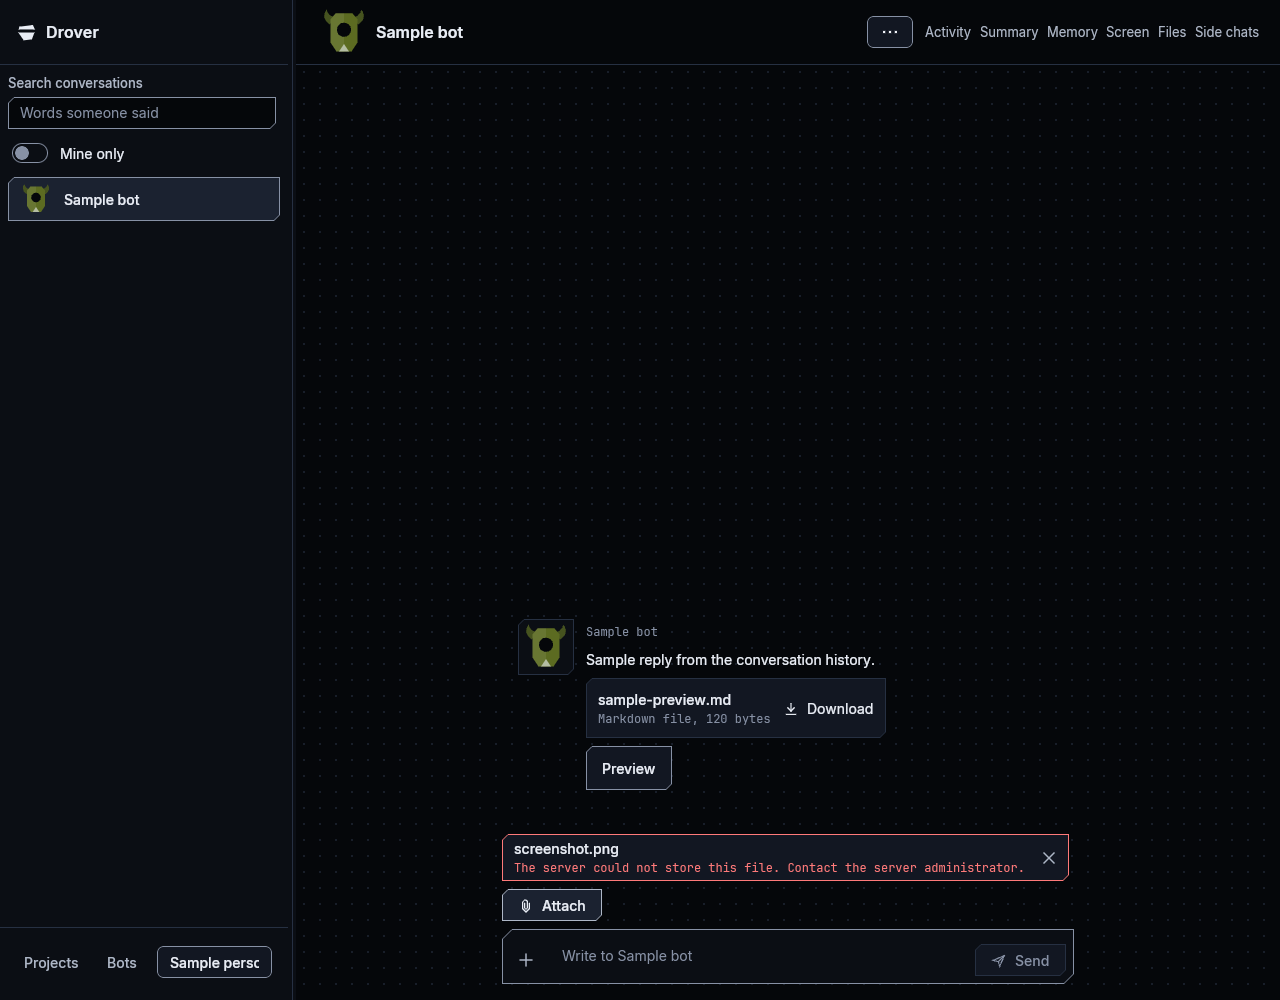 Drover
Sample bot
Activity Summary Memory Screen Files Side chats
Search conversations
Words someone said
Mine only
Sample bot
Sample bot
Sample reply from the conversation history.
sample-preview.md
Markdown file, 120 bytes
Download
Preview
screenshot.png
The server could not store this file. Contact the server administrator.
Attach
Write to Sample bot
Send
Projects Bots Sample persc